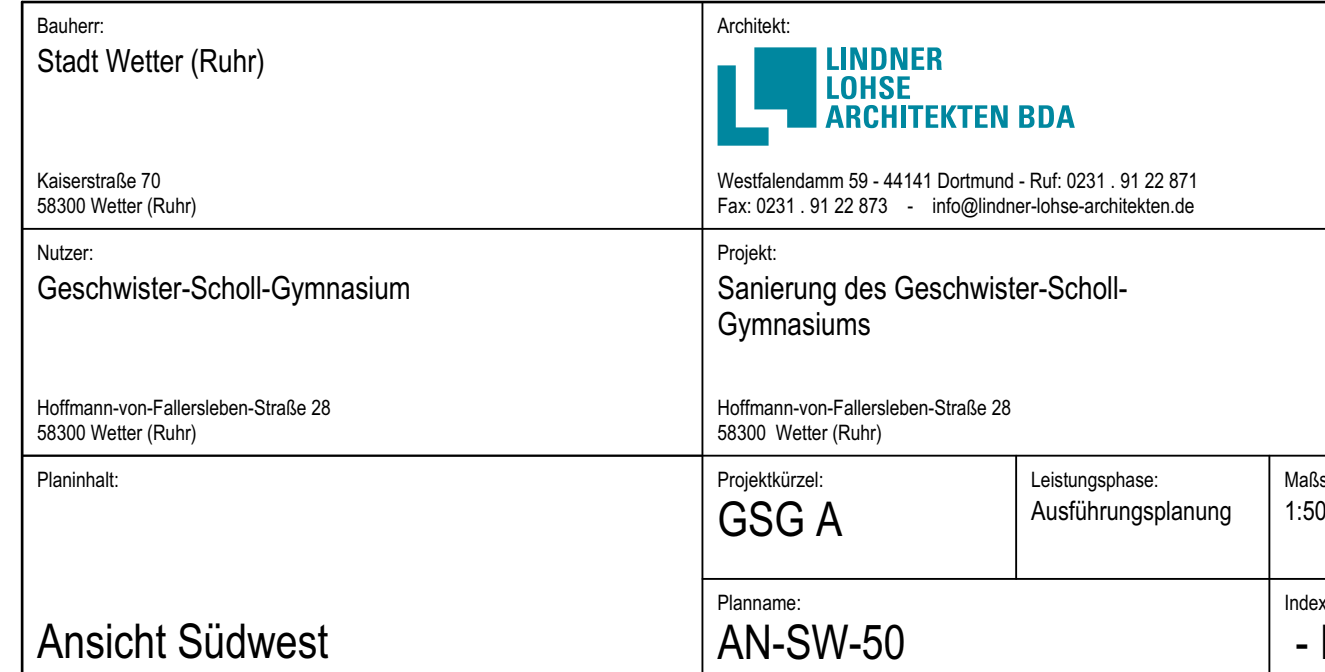 Bauherr:
Stadt Wetter (Ruhr)
Kaiserstraße 70
58300 Wetter (Ruhr)
Architekt:
LINDNER
LOHSE
ARCHITEKTEN BDA
Westfalendamm 59 - 44141 Dortmund - Ruf: 0231 . 91 22 871
Fax: 0231 . 91 22 873 - info@lindner-lohse-architekten.de
Nutzer:
Geschwister-Scholl-Gymnasium
Hoffmann-von-Fallersleben-Straße 28
58300 Wetter (Ruhr)
Projekt:
Sanierung des Geschwister-Scholl-
Gymnasiums
Hoffmann-von-Fallersleben-Straße 28
58300 Wetter (Ruhr)
Planinhalt:
Ansicht Südwest
Projektkürzel:
GSG A
Leistungsphase:
Ausführungsplanung
1:50
Planname:
AN-SW-50
Index